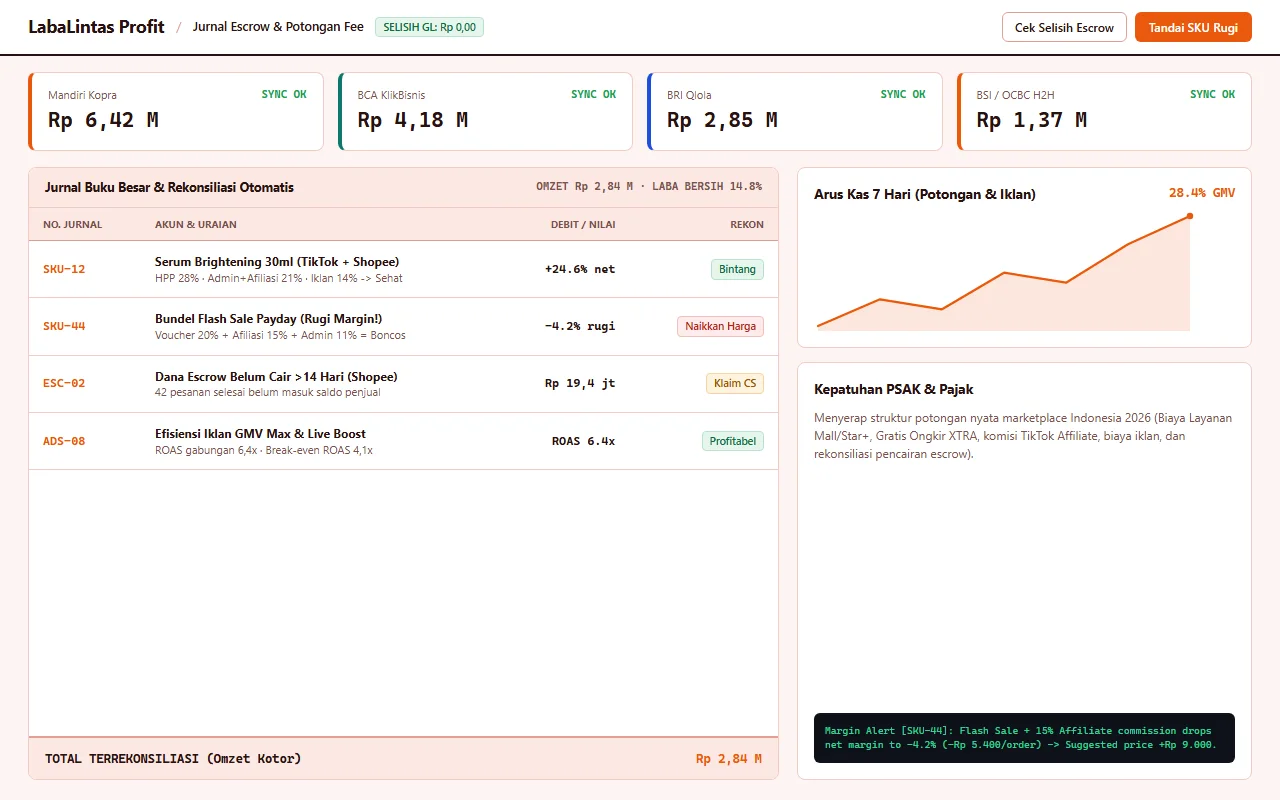 LabaLintas Profit / Jurnal Escrow & Potongan Fee SELISIH GL: Rp 0,00 Cek Selisih Escrow Tandai SKU Rugi
Mandiri Kopra SYNC OK
Rp 6,42 M
BCA KlikBisnis SYNC OK
Rp 4,18 M
BRI Qlola SYNC OK
Rp 2,85 M
BSI / OCBC H2H SYNC OK
Rp 1,37 M
Jurnal Buku Besar & Rekonsiliasi Otomatis OMZET Rp 2,84 M · LABA BERSIH 14.8%
NO. JURNAL AKUN & URAIAN DEBIT / NILAI REKON
SKU-12 Serum Brightening 30ml (TikTok + Shopee) +24.6% net Bintang
HPP 28% · Admin+Afiliasi 21% · Iklan 14% -> Sehat
SKU-44 Bundel Flash Sale Payday (Rugi Margin!) -4.2% rugi Naikkan Harga
Voucher 20% + Afiliasi 15% + Admin 11% = Boncos
ESC-02 Dana Escrow Belum Cair >14 Hari (Shopee) Rp 19,4 jt Klaim CS
42 pesanan selesai belum masuk saldo penjual
ADS-08 Efisiensi Iklan GMV Max & Live Boost ROAS 6.4x Profitabel
ROAS gabungan 6,4x · Break-even ROAS 4,1x
TOTAL TERREKONSILIASI (Omzet Kotor) Rp 2,84 M
Arus Kas 7 Hari (Potongan & Iklan) 28.4% GMV
Kepatuhan PSAK & Pajak
Menyerap struktur potongan nyata marketplace Indonesia 2026 (Biaya Layanan
Mall/Star+, Gratis Ongkir XTRA, komisi TikTok Affiliate, biaya iklan, dan
rekonsiliasi pencairan escrow).
Margin Alert [SKU-44]: Flash Sale + 15% Affiliate commission drops
net margin to -4.2% (-Rp 5.400/order) -> Suggested price +Rp 9.000.